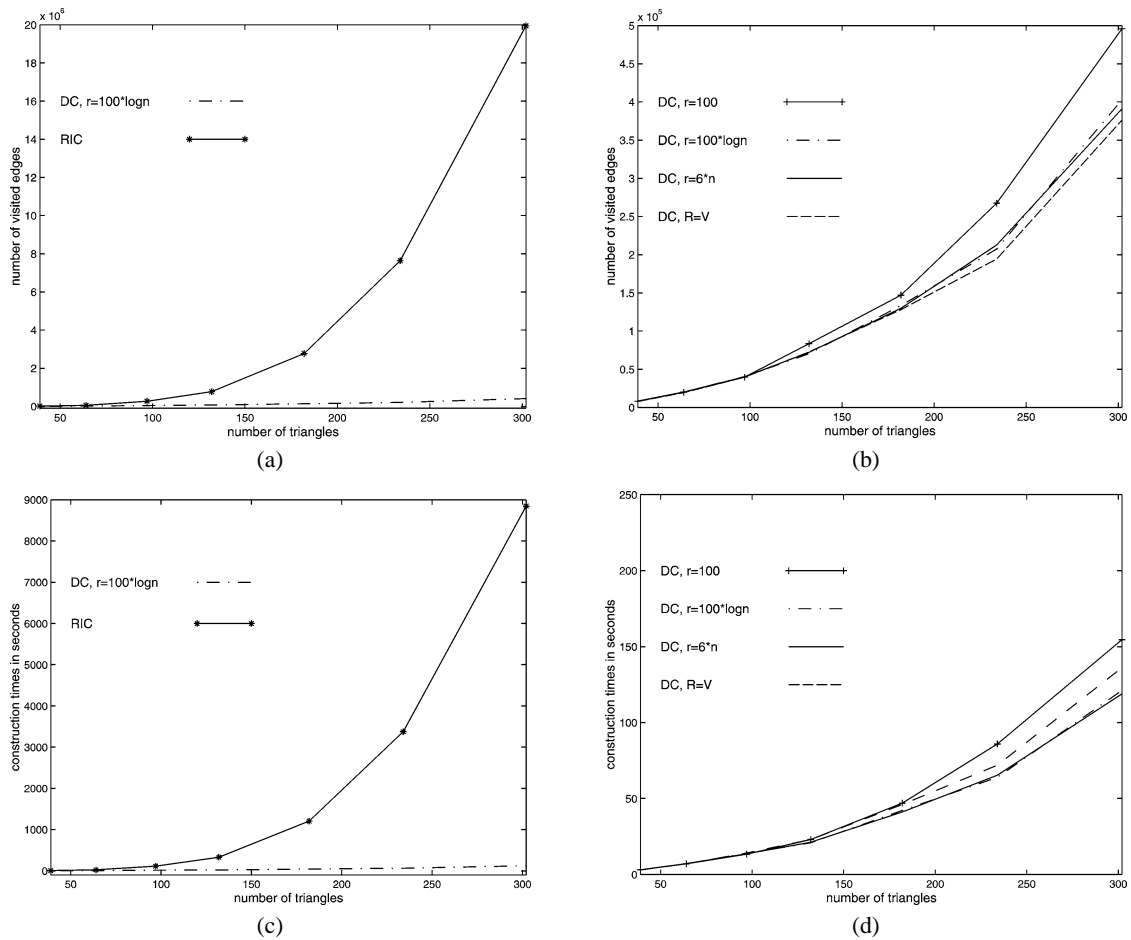 x 10⁶
20
18
16
14
12
10
8
6
4
2
0
50
100
150
200
250
300
number of visited edges
number of triangles
DC, r=100*logn
RIC
(a)
x 10⁵
5
4.5
4
3.5
3
2.5
2
1.5
1
0.5
0
50
100
150
200
250
300
number of visited edges
number of triangles
DC, r=100
DC, r=100*logn
DC, r=6*n
DC, R=V
(b)
9000
8000
7000
6000
5000
4000
3000
2000
1000
0
50
100
150
200
250
300
construction times in seconds
number of triangles
DC, r=100*logn
RIC
(c)
250
200
150
100
50
0
50
100
150
200
250
300
construction times in seconds
number of triangles
DC, r=100
DC, r=100*logn
DC, r=6*n
DC, R=V
(d)